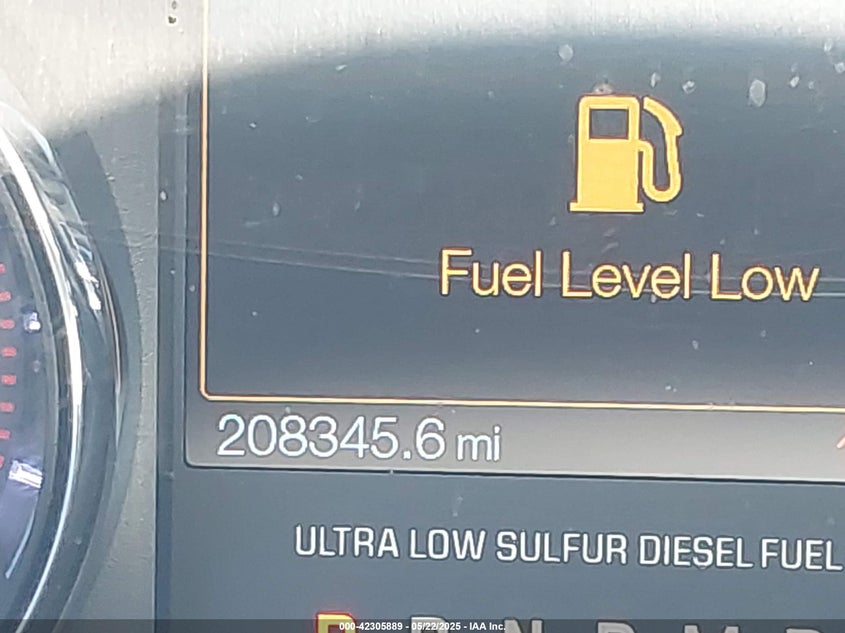 Fuel Level Low
208345.6 mi
ULTRA LOW SULFUR DIESEL FUEL
000-42305889 - 05/22/2025 - IAA Inc.